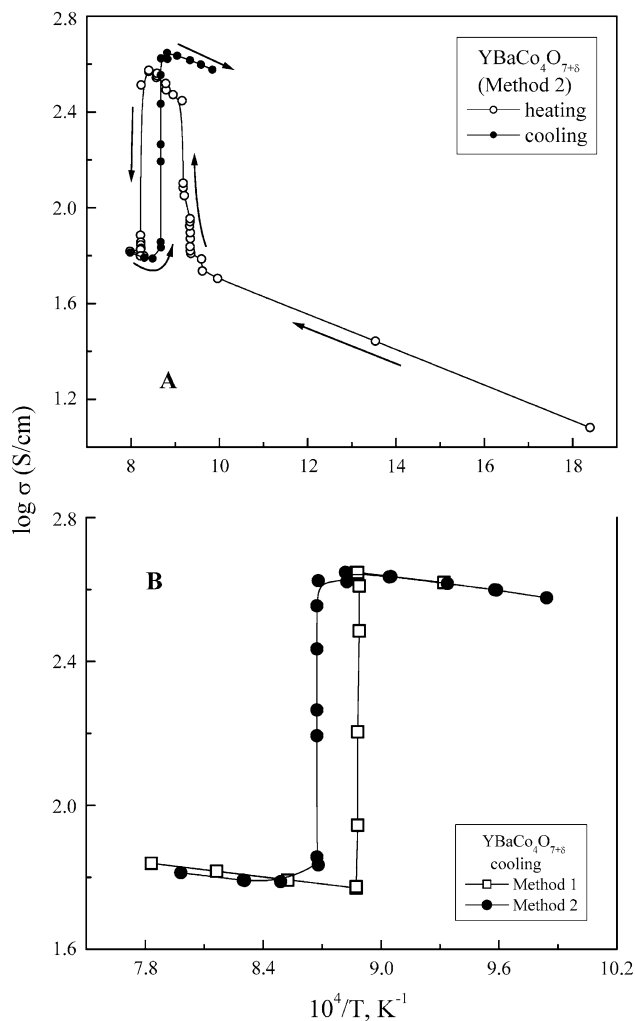 2.8
2.4
2.0
1.6
1.2
YBaCo₄O₇₊δ
(Method 2)
heating
cooling
A
8 10 12 14 16 18
log σ (S/cm)
2.8
2.4
2.0
1.6
B
YBaCo₄O₇₊δ
cooling
Method 1
Method 2
7.8 8.4 9.0 9.6 10.2
10⁴/T, K⁻¹